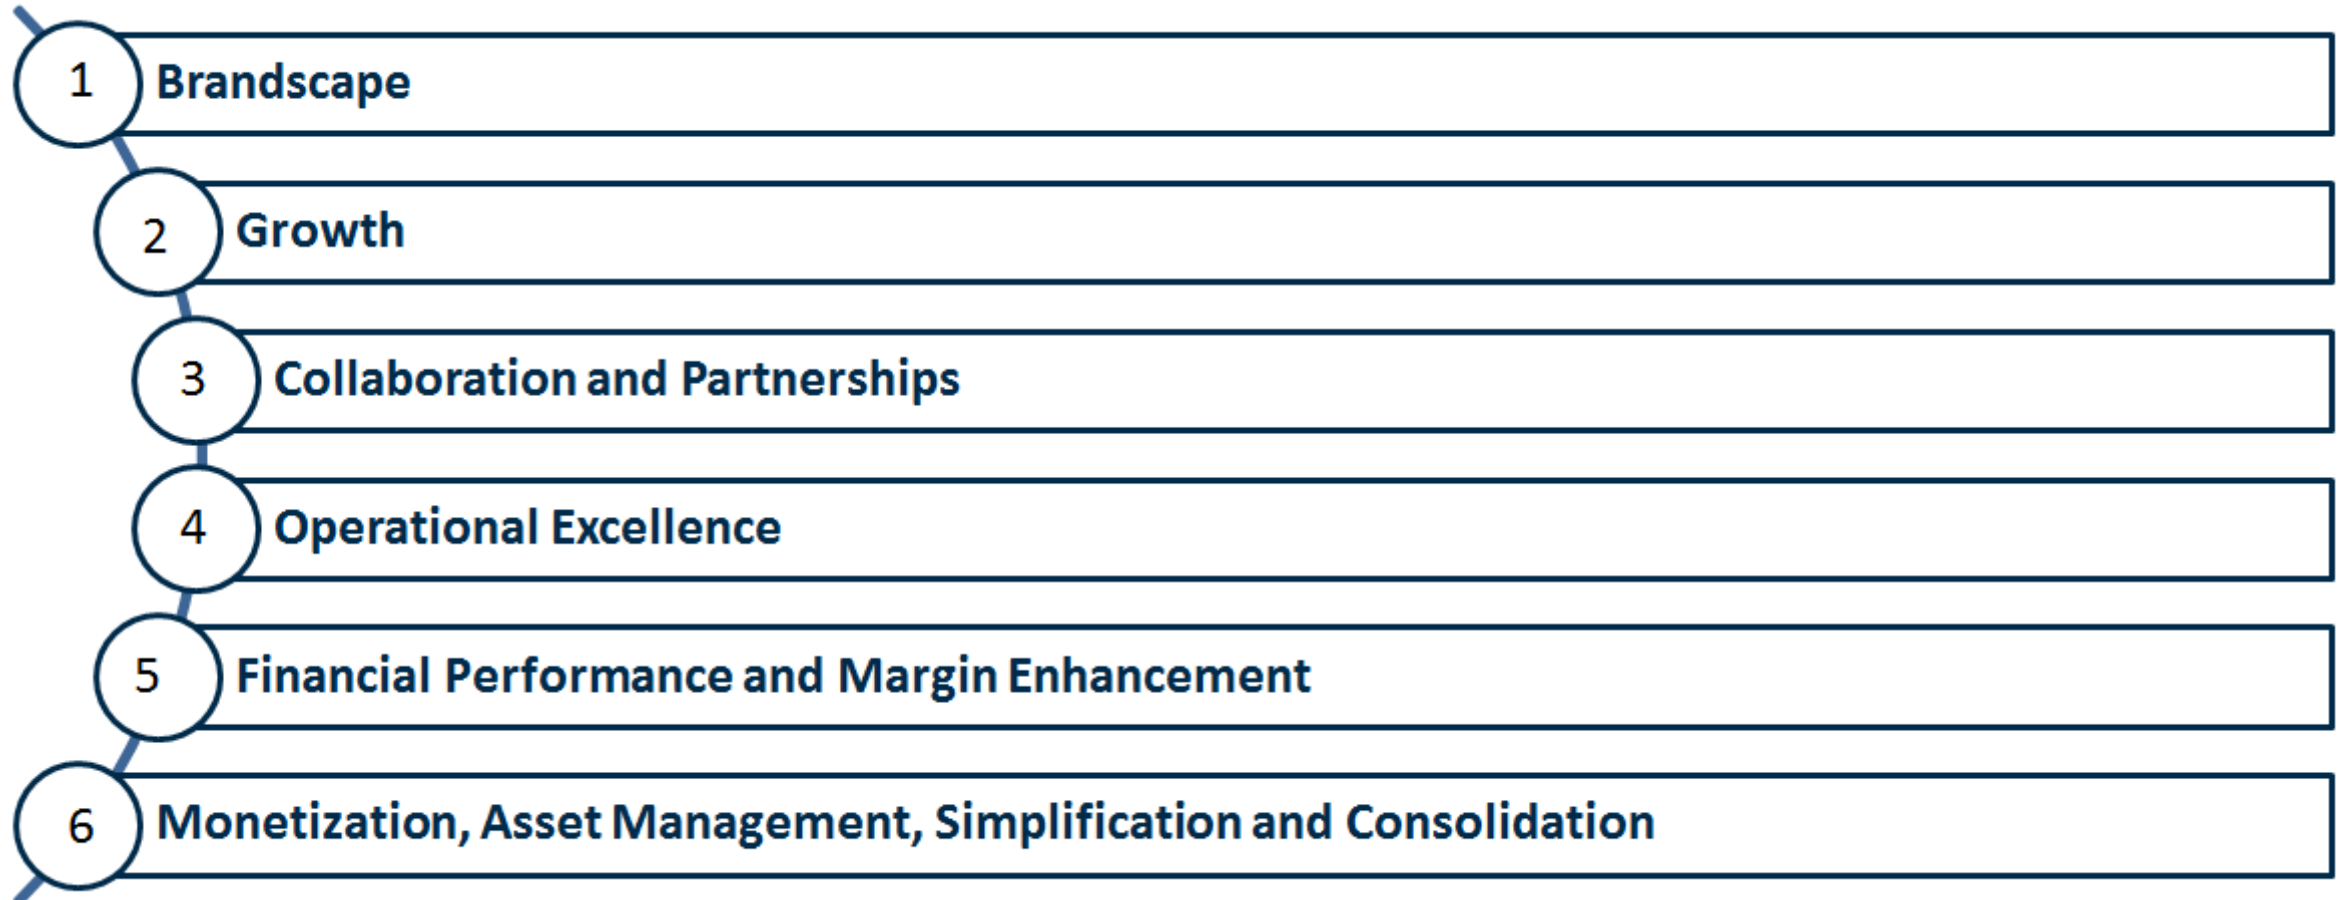 1 Brandscape
2 Growth
3 Collaboration and Partnerships
4 Operational Excellence
5 Financial Performance and Margin Enhancement
6 Monetization, Asset Management, Simplification and Consolidation